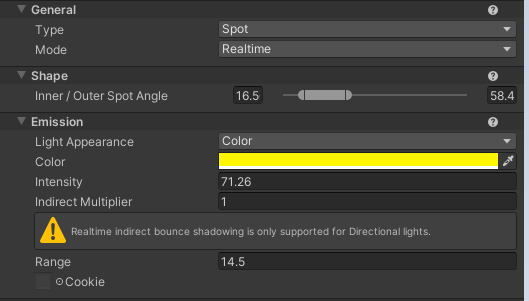 General
Type Spot
Mode Realtime
Shape
Inner / Outer Spot Angle 16.5 58.4
Emission
Light Appearance Color
Color
Intensity 71.26
Indirect Multiplier 1
Realtime indirect bounce shadowing is only supported for Directional lights.
Range 14.5
Cookie